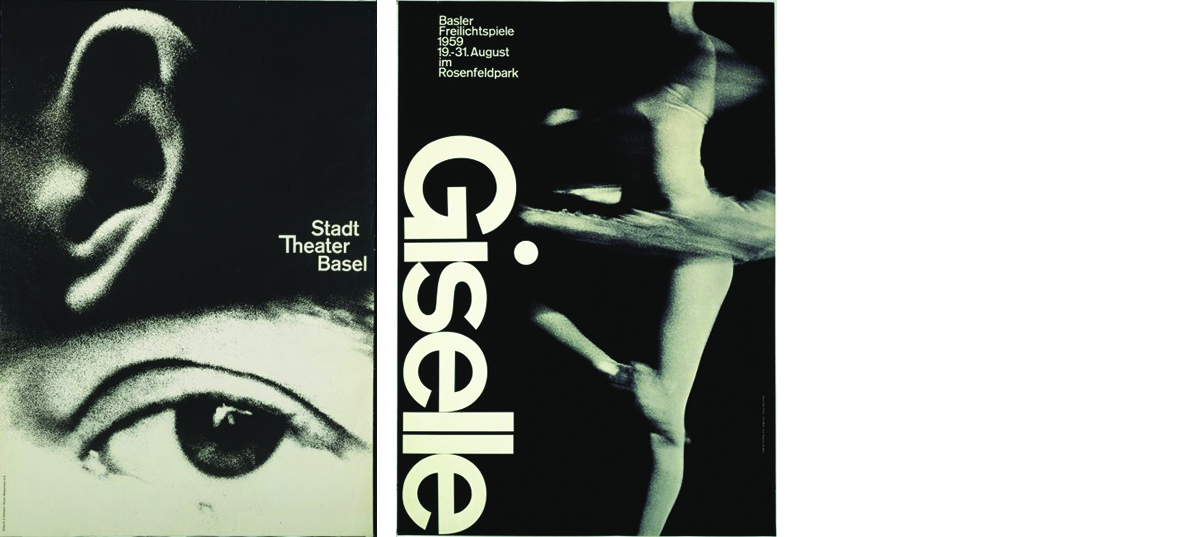 Stadt
Theater
Basel
Basler
Freilichtspiele
1959
19.-31. August
im
Rosenfeldpark
Giselle